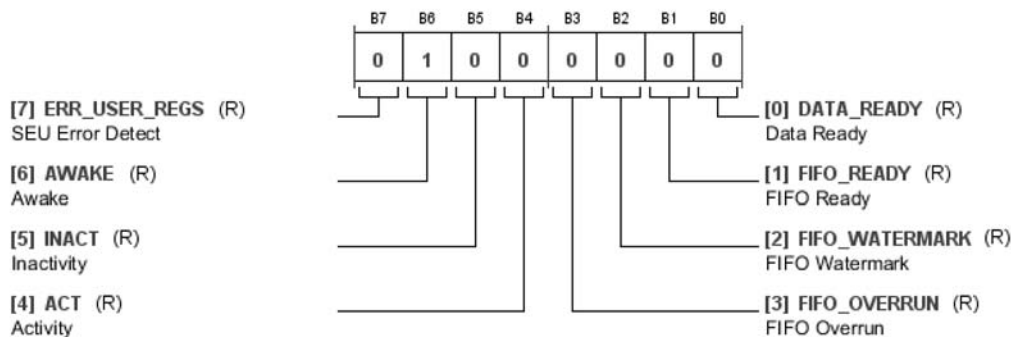 B7 B6 B5 B4 B3 B2 B1 B0
0 1 0 0 0 0 0 0
[7] ERR_USER_REGS (R)
SEU Error Detect
[6] AWAKE (R)
Awake
[5] INACT (R)
Inactivity
[4] ACT (R)
Activity
[0] DATA_READY (R)
Data Ready
[1] FIFO_READY (R)
FIFO Ready
[2] FIFO_WATERMARK (R)
FIFO Watermark
[3] FIFO_OVERRUN (R)
FIFO Overrun